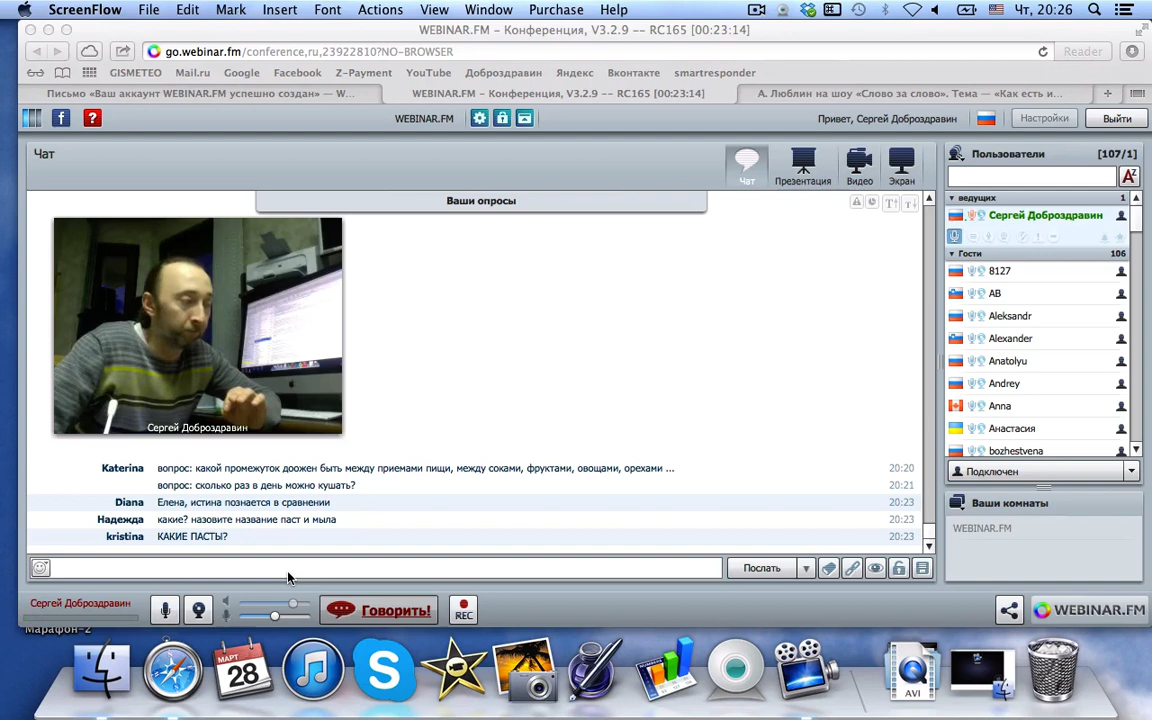 ScreenFlow File Edit Mark Insert Font Actions View Window Purchase Help Чт, 20:26
WEBINAR.FM – Конференция, V3.2.9 -- RC165 [00:23:14]
go.webinar.fm/conference,ru,23922810?NO-BROWSER Reader
GISMETEO Mail.ru Google Facebook Z-Payment YouTube Доброздравин Яндекс Вконтакте smartresponder
Письмо «Ваш аккаунт WEBINAR.FM успешно создан» — W... WEBINAR.FM – Конференция, V3.2.9 -- RC165 [00:23:14] А. Люблин на шоу «Слово за слово». Тема — «Как есть и...
WEBINAR.FM Привет, Сергей Доброздравин Настройки Выйти
Чат
Чат Презентация Видео Экран
Ваши опросы
Сергей Доброздравин
Katerina вопрос: какой промежуток доожен быть между приемами пищи, между соками, фруктами, овощами, орехами ... 20:20
вопрос: сколько раз в день можно кушать? 20:21
Diana Елена, истина познается в сравнении 20:23
Надежда какие? назовите название паст и мыла 20:23
kristina КАКИЕ ПАСТЫ? 20:23
Послать
Сергей Доброздравин Говорить! REC
Пользователи [107/1]
ведущих 1
Сергей Доброздравин
Гости 106
8127
AB
Aleksandr
Alexander
Anatolyu
Andrey
Anna
Анастасия
bozhestvena
Подключен
Ваши комнаты
WEBINAR.FM
WEBINAR.FM
Марафон-2
МАРТ
28
AVI